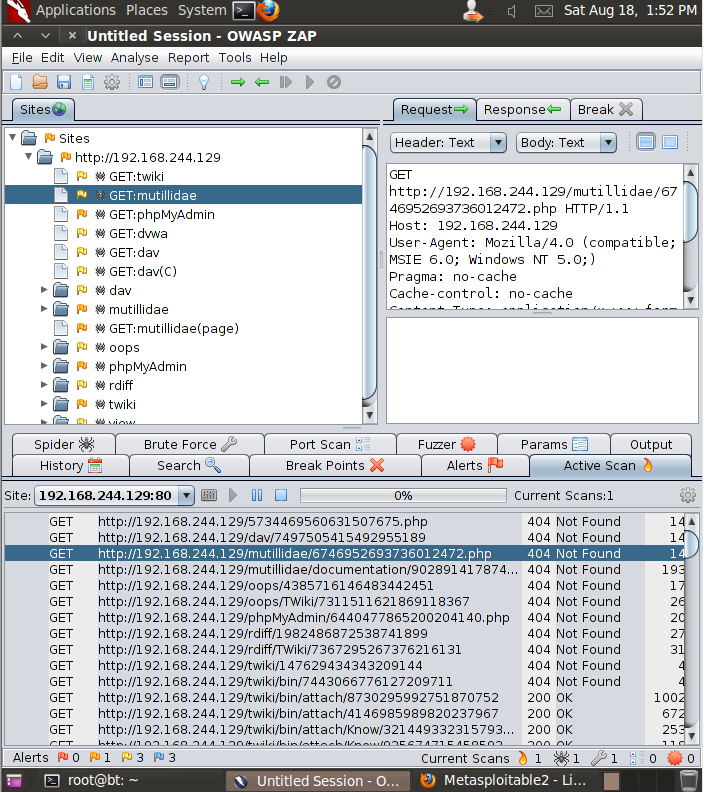 Applications Places System Sat Aug 18, 1:52 PM
Untitled Session - OWASP ZAP
File Edit View Analyse Report Tools Help
Sites
Request Response Break
Sites
http://192.168.244.129
GET:twiki
GET:mutillidae
GET:phpMyAdmin
GET:dvwa
GET:dav
GET:dav(C)
dav
mutillidae
GET:mutillidae(page)
oops
phpMyAdmin
rdiff
twiki
view
Header: Text Body: Text
GET
http://192.168.244.129/mutillidae/67
46952693736012472.php HTTP/1.1
Host: 192.168.244.129
User-Agent: Mozilla/4.0 (compatible;
MSIE 6.0; Windows NT 5.0;)
Pragma: no-cache
Cache-control: no-cache
Spider Brute Force Port Scan Fuzzer Params Output
History Search Break Points Alerts Active Scan
Site: 192.168.244.129:80 0% Current Scans:1
GET http://192.168.244.129/5734469560631507675.php 404 Not Found 14
GET http://192.168.244.129/dav/7497505415492955189 404 Not Found 14
GET http://192.168.244.129/mutillidae/6746952693736012472.php 404 Not Found 14
GET http://192.168.244.129/mutillidae/documentation/902891417874... 404 Not Found 193
GET http://192.168.244.129/oops/4385716146483442451 404 Not Found 17
GET http://192.168.244.129/oops/TWiki/7311511621869118367 404 Not Found 26
GET http://192.168.244.129/phpMyAdmin/6440477865200204140.php 404 Not Found 20
GET http://192.168.244.129/rdiff/1982486872538741899 404 Not Found 27
GET http://192.168.244.129/rdiff/TWiki/7367295267376216131 404 Not Found 31
GET http://192.168.244.129/twiki/147629434343209144 404 Not Found 4
GET http://192.168.244.129/twiki/bin/7443066776127209711 404 Not Found 4
GET http://192.168.244.129/twiki/bin/attach/8730295992751870752 200 OK 1002
GET http://192.168.244.129/twiki/bin/attach/4146985989820237967 200 OK 672
GET http://192.168.244.129/twiki/bin/attach/Know/321449332315793... 200 OK 253
Alerts 0 1 3 3 Current Scans 1 1 1 0 0
root@bt: ~ Untitled Session - O... Metasploitable2 - Li...